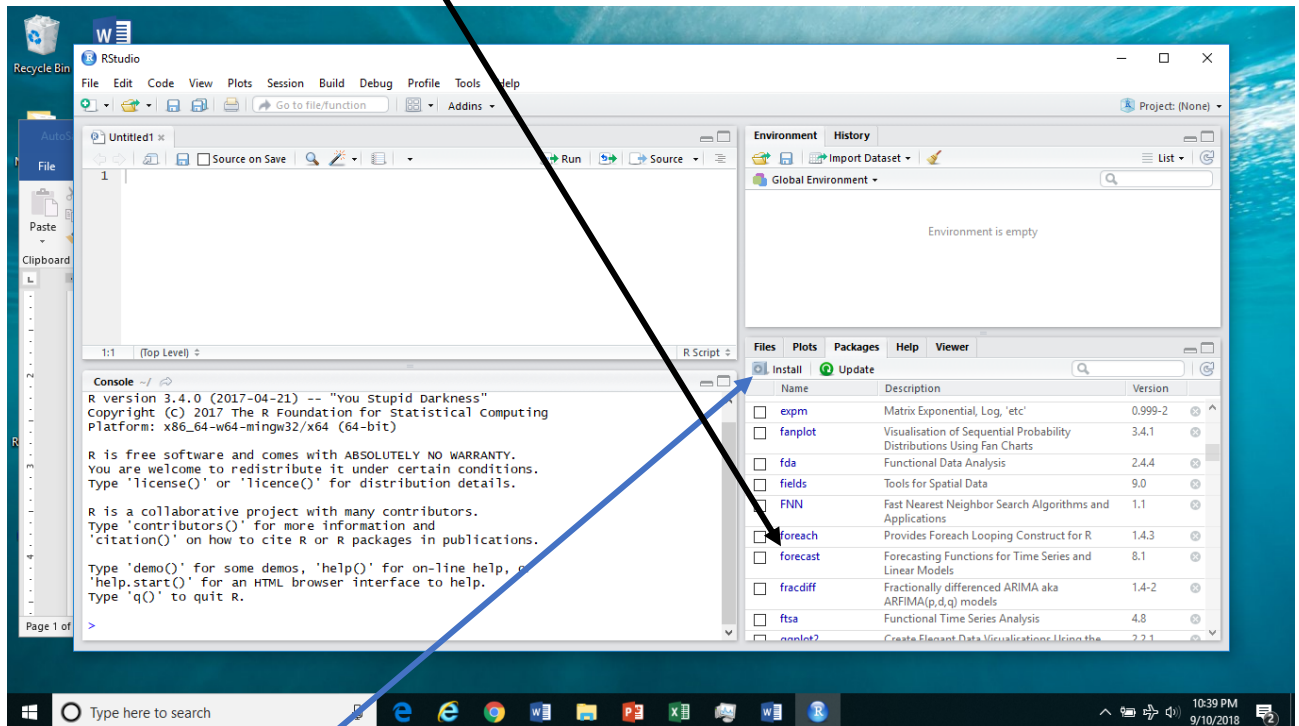 Recycle Bin
RStudio
File Edit Code View Plots Session Build Debug Profile Tools Help
Go to file/function
Addins
Project: (None)
AutoS
File
Paste
Clipboard
L
Page 1 of
Untitled1
Source on Save
Run
Source
1
1:1 (Top Level)
R Script
Console ~/
R version 3.4.0 (2017-04-21) -- "You Stupid Darkness"
Copyright (C) 2017 The R Foundation for Statistical Computing
Platform: x86_64-w64-mingw32/x64 (64-bit)
R is free software and comes with ABSOLUTELY NO WARRANTY.
You are welcome to redistribute it under certain conditions.
Type 'license()' or 'licence()' for distribution details.
R is a collaborative project with many contributors.
Type 'contributors()' for more information and
'citation()' on how to cite R or R packages in publications.
Type 'demo()' for some demos, 'help()' for on-line help, o
'help.start()' for an HTML browser interface to help.
Type 'q()' to quit R.
>
Environment History
Import Dataset
List
Global Environment
Environment is empty
Files Plots Packages Help Viewer
Install Update
Name Description Version
expm Matrix Exponential, Log, 'etc' 0.999-2
fanplot Visualisation of Sequential Probability 3.4.1
Distributions Using Fan Charts
fda Functional Data Analysis 2.4.4
fields Tools for Spatial Data 9.0
FNN Fast Nearest Neighbor Search Algorithms and 1.1
Applications
foreach Provides Foreach Looping Construct for R 1.4.3
forecast Forecasting Functions for Time Series and 8.1
Linear Models
fracdiff Fractionally differenced ARIMA aka 1.4-2
ARFIMA(p,d,q) models
ftsa Functional Time Series Analysis 4.8
ggplot2 Create Elegant Data Visualisations Using the 2.2.1
Type here to search
10:39 PM
9/10/2018